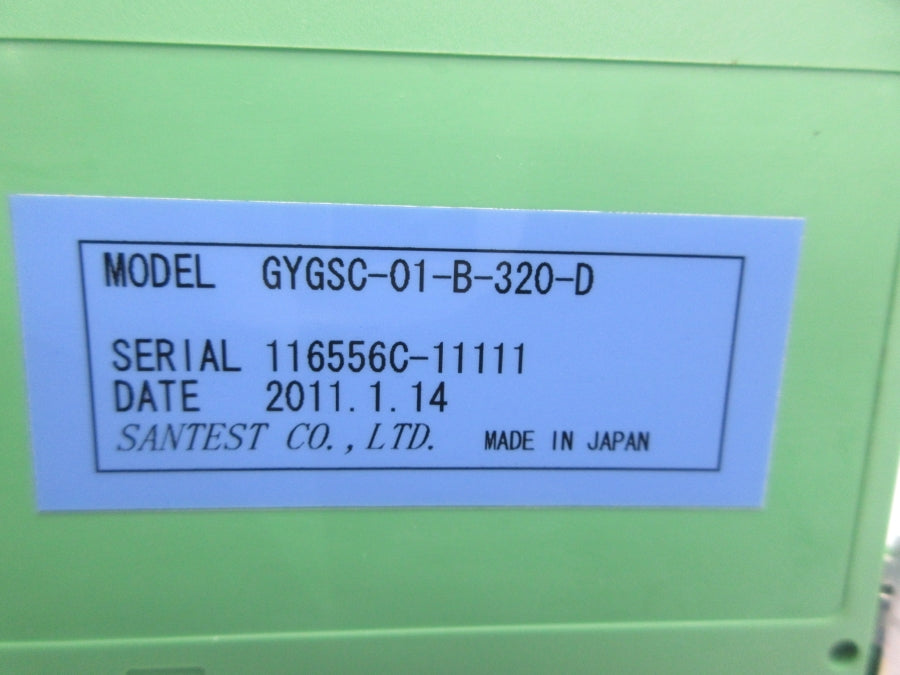 MODEL GYGSC-01-B-320-D
SERIAL 116556C-11111
DATE 2011.1.14
SANTEST CO.,LTD. MADE IN JAPAN